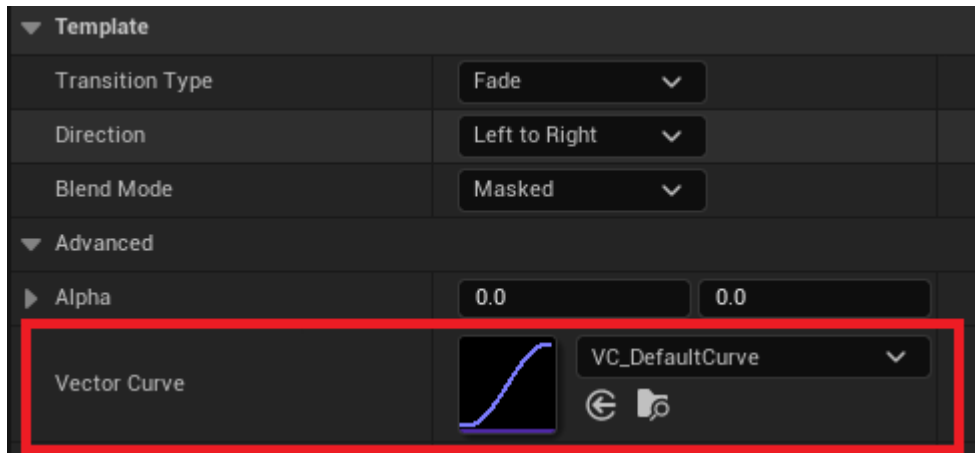 Template
Transition Type Fade
Direction Left to Right
Blend Mode Masked
Advanced
Alpha 0.0 0.0
Vector Curve VC_DefaultCurve